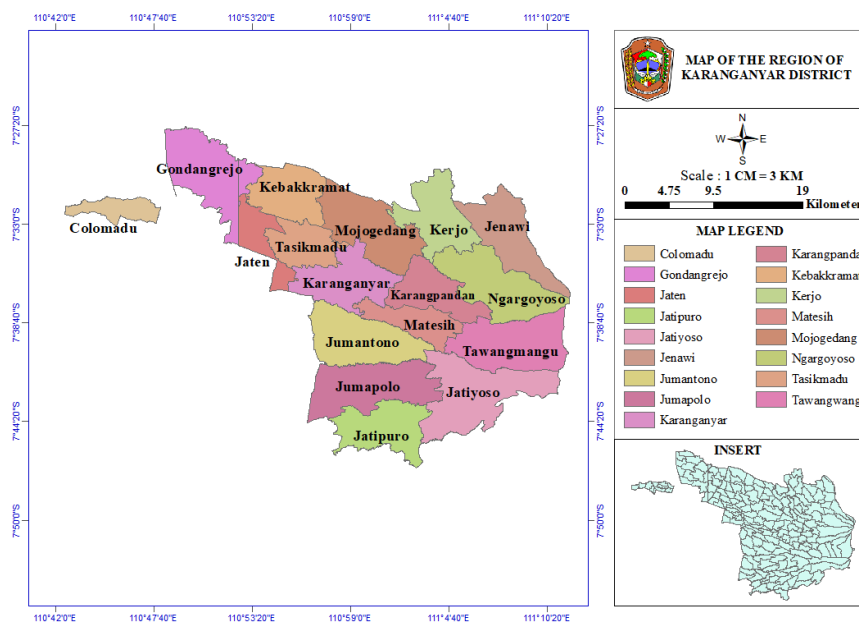 110°42'0"E 110°47'40"E 110°53'20"E 110°59'0"E 111°4'40"E 111°10'20"E
7°27'20"S
7°33'0"S
7°38'40"S
7°44'20"S
7°50'0"S
Gondangrejo
Kebakkramat
Colomadu
Mojogedang
Kerjo
Jenawi
Tasikmadu
Jaten
Karanganyar
Karangpandan
Ngargoyoso
Matesih
Jumantono
Tawangmangu
Jumapolo
Jatiyoso
Jatipuro
7°27'20"S
7°33'0"S
7°38'40"S
7°44'20"S
7°50'0"S
110°42'0"E 110°47'40"E 110°53'20"E 110°59'0"E 111°4'40"E 111°10'20"E
MAP OF THE REGION OF
KARANGANYAR DISTRICT
N
W E
S
Scale : 1 CM = 3 KM
0 4.75 9.5 19
Kilometer
MAP LEGEND
Colomadu
Gondangrejo
Jaten
Jatipuro
Jatiyoso
Jenawi
Jumantono
Jumapolo
Karanganyar
Karangpanda
Kebakkramat
Kerjo
Matesih
Mojogedang
Ngargoyoso
Tasikmadu
Tawangwang
INSERT